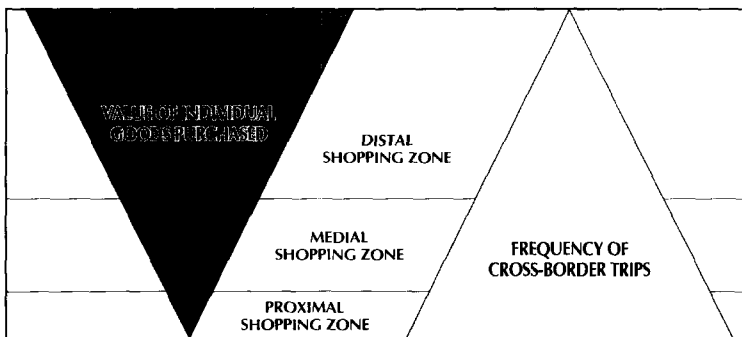 VALUE OF INDIVIDUAL
GOODS PURCHASED
DISTAL
SHOPPING ZONE
MEDIAL
SHOPPING ZONE
FREQUENCY OF
CROSS-BORDER TRIPS
PROXIMAL
SHOPPING ZONE